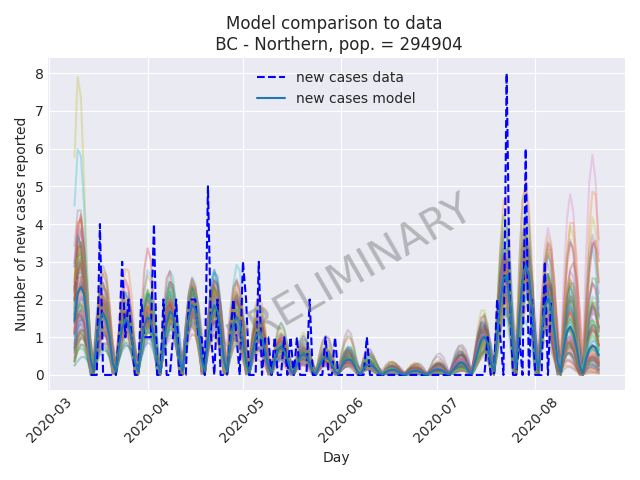 Model comparison to data
BC - Northern, pop. = 294904
new cases data
new cases model
PRELIMINARY
Number of new cases reported
8
7
6
5
4
3
2
1
0
2020-03
2020-04
2020-05
2020-06
2020-07
2020-08
Day